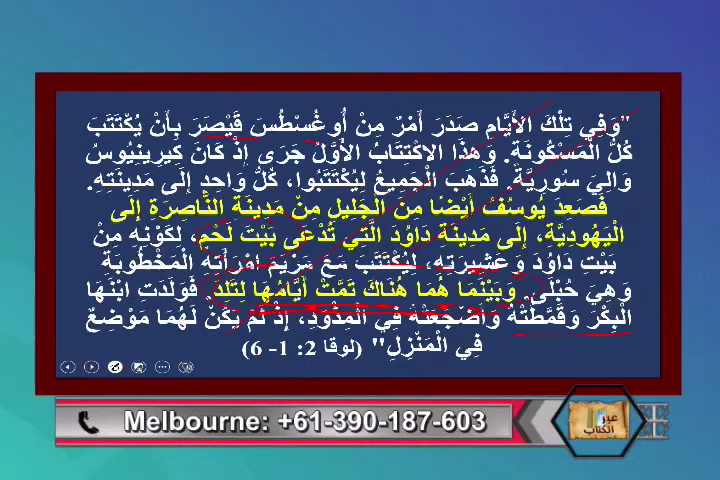 "وَفِي تِلْكَ الأَيَّامِ صَدَرَ أَمْرٌ مِنْ أُوغُسْطُسَ قَيْصَرَ بِأَنْ يُكْتَتَبَ
كُلُّ الْمَسْكُونَةِ. وَهذَا الاكْتِتَابُ الأَوَّلُ جَرَى إِذْ كَانَ كِيرِينِيُوسُ
وَالِيَ سُورِيَّةَ. فَذَهَبَ الْجَمِيعُ لِيُكْتَتَبُوا، كُلُّ وَاحِدٍ إِلَى مَدِينَتِهِ.
فَصَعِدَ يُوسُفُ أَيْضًا مِنَ الْجَلِيلِ مِنْ مَدِينَةِ النَّاصِرَةِ إِلَى
الْيَهُودِيَّةِ، إِلَى مَدِينَةِ دَاوُدَ الَّتِي تُدْعَى بَيْتَ لَحْمٍ، لِكَوْنِهِ مِنْ
بَيْتِ دَاوُدَ وَعَشِيرَتِهِ، لِيُكْتَتَبَ مَعَ مَرْيَمَ امْرَأَتِهِ الْمَخْطُوبَةِ
وَهِيَ حُبْلَى. وَبَيْنَمَا هُمَا هُنَاكَ تَمَّتْ أَيَّامُهَا لِتَلِدَ. فَوَلَدَتِ ابْنَهَا
الْبِكْرَ وَقَمَّطَتْهُ وَأَضْجَعَتْهُ فِي الْمِذْوَدِ، إِذْ لَمْ يَكُنْ لَهُمَا مَوْضِعٌ
فِي الْمَنْزِلِ" (لوقا 2: 1- 6)
Melbourne: +61-390-187-603
عبر
الكتاب